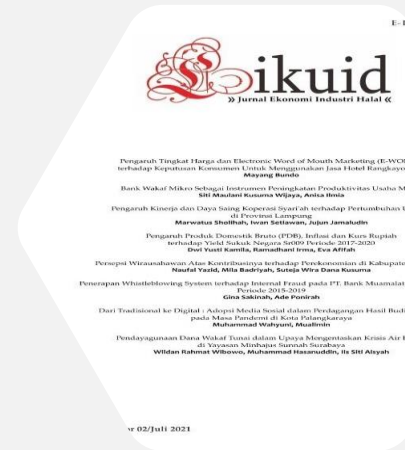 E-I
Likuid
» Jurnal Ekonomi Industri Halal «
Pengaruh Tingkat Harga dan Electronic Word of Mouth Marketing (E-WO
terhadap Keputusan Konsumen Untuk Menggunakan Jasa Hotel Rangkayo
Mayang Bundo
Bank Wakaf Mikro Sebagai Instrumen Peningkatan Produktivitas Usaha M
Siti Maulani Kusuma Wijaya, Anisa Ilmia
Pengaruh Kinerja dan Daya Saing Koperasi Syari'ah terhadap Pertumbuhan
di Provinsi Lampung
Marwatus Sholihah, Iwan Setiawan, Jujun Jamaludin
Pengaruh Produk Domestik Bruto (PDB), Inflasi dan Kurs Rupiah
terhadap Yield Sukuk Negara Sr009 Periode 2017-2020
Dwi Yusti Kamila, Ramadhani Irma, Eva Afifah
Persepsi Wirausahawan Atas Kontribusinya terhadap Perekonomian di Kabupate
Naufal Yazid, Mila Badriyah, Suteja Wira Dana Kusuma
Penerapan Whistleblowing System terhadap Internal Fraud pada PT. Bank Muamalat
Periode 2015-2019
Gina Sakinah, Ade Ponirah
Dari Tradisional ke Digital : Adopsi Media Sosial dalam Perdagangan Hasil Budi
pada Masa Pandemi di Kota Palangkaraya
Muhammad Wahyuni, Mualimin
Pendayagunaan Dana Wakaf Tunai dalam Upaya Mengentaskan Krisis Air
di Yayasan Minhajus Sunnah Surabaya
Wildan Rahmat Wibowo, Muhammad Hasanuddin, Iis Siti Aisyah
r 02/Juli 2021